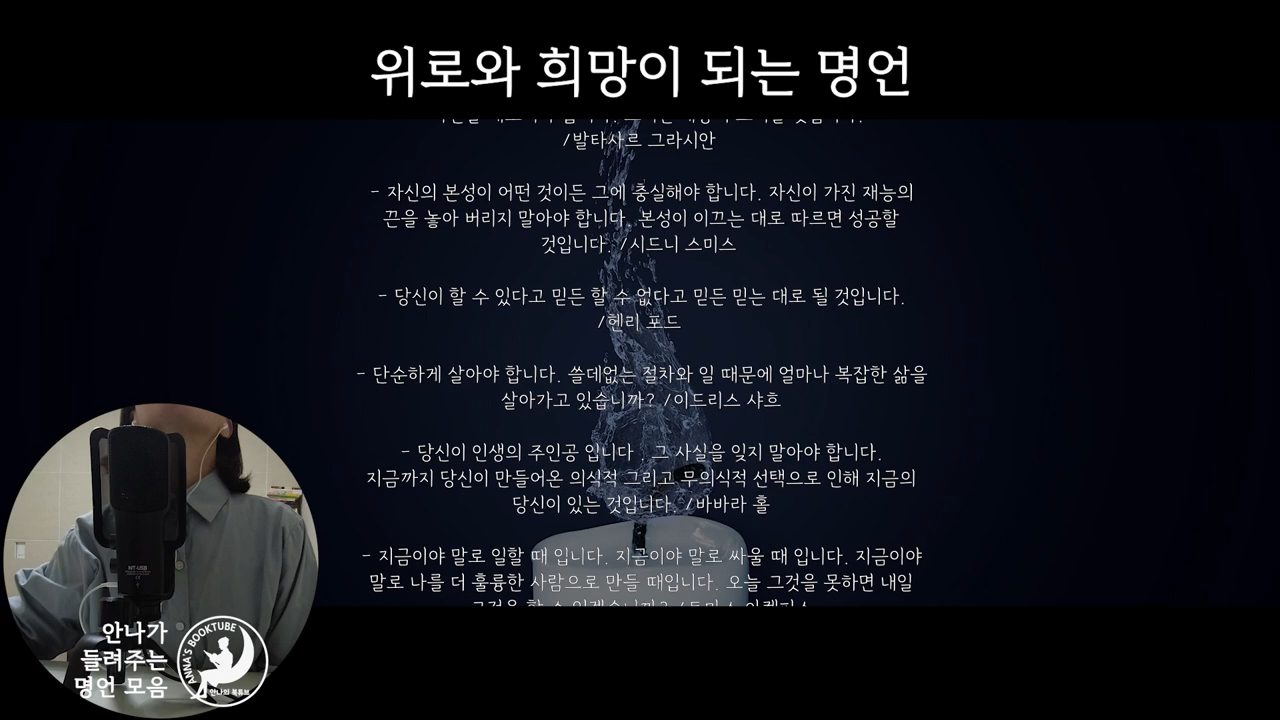 위로와 희망이 되는 명언
/발타사르 그라시안
- 자신의 본성이 어떤 것이든 그에 충실해야 합니다. 자신이 가진 재능의
끈을 놓아 버리지 말아야 합니다. 본성이 이끄는 대로 따르면 성공할
것입니다. /시드니 스미스
- 당신이 할 수 있다고 믿든 할 수 없다고 믿든 믿는 대로 될 것입니다.
/헨리 포드
- 단순하게 살아야 합니다. 쓸데없는 절차와 일 때문에 얼마나 복잡한 삶을
살아가고 있습니까? /이드리스 샤흐
- 당신이 인생의 주인공 입니다 . 그 사실을 잊지 말아야 합니다.
지금까지 당신이 만들어온 의식적 그리고 무의식적 선택으로 인해 지금의
당신이 있는 것입니다. /바바라 홀
- 지금이야 말로 일할 때 입니다. 지금이야 말로 싸울 때 입니다. 지금이야
말로 나를 더 훌륭한 사람으로 만들 때입니다. 오늘 그것을 못하면 내일
NT-USB
안나가
들려주는
명언 모음
ANNA'S BOOKTUBE
안나의 북튜브